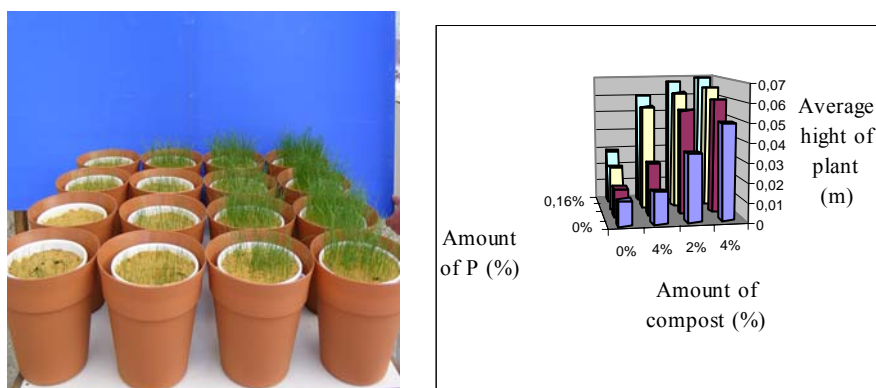 0,07
0,06
0,05
0,04
0,03
0,02
0,01
0
Average
hight of
plant
(m)
0,16%
0%
Amount
of P (%)
0%
4%
2%
4%
Amount of
compost (%)